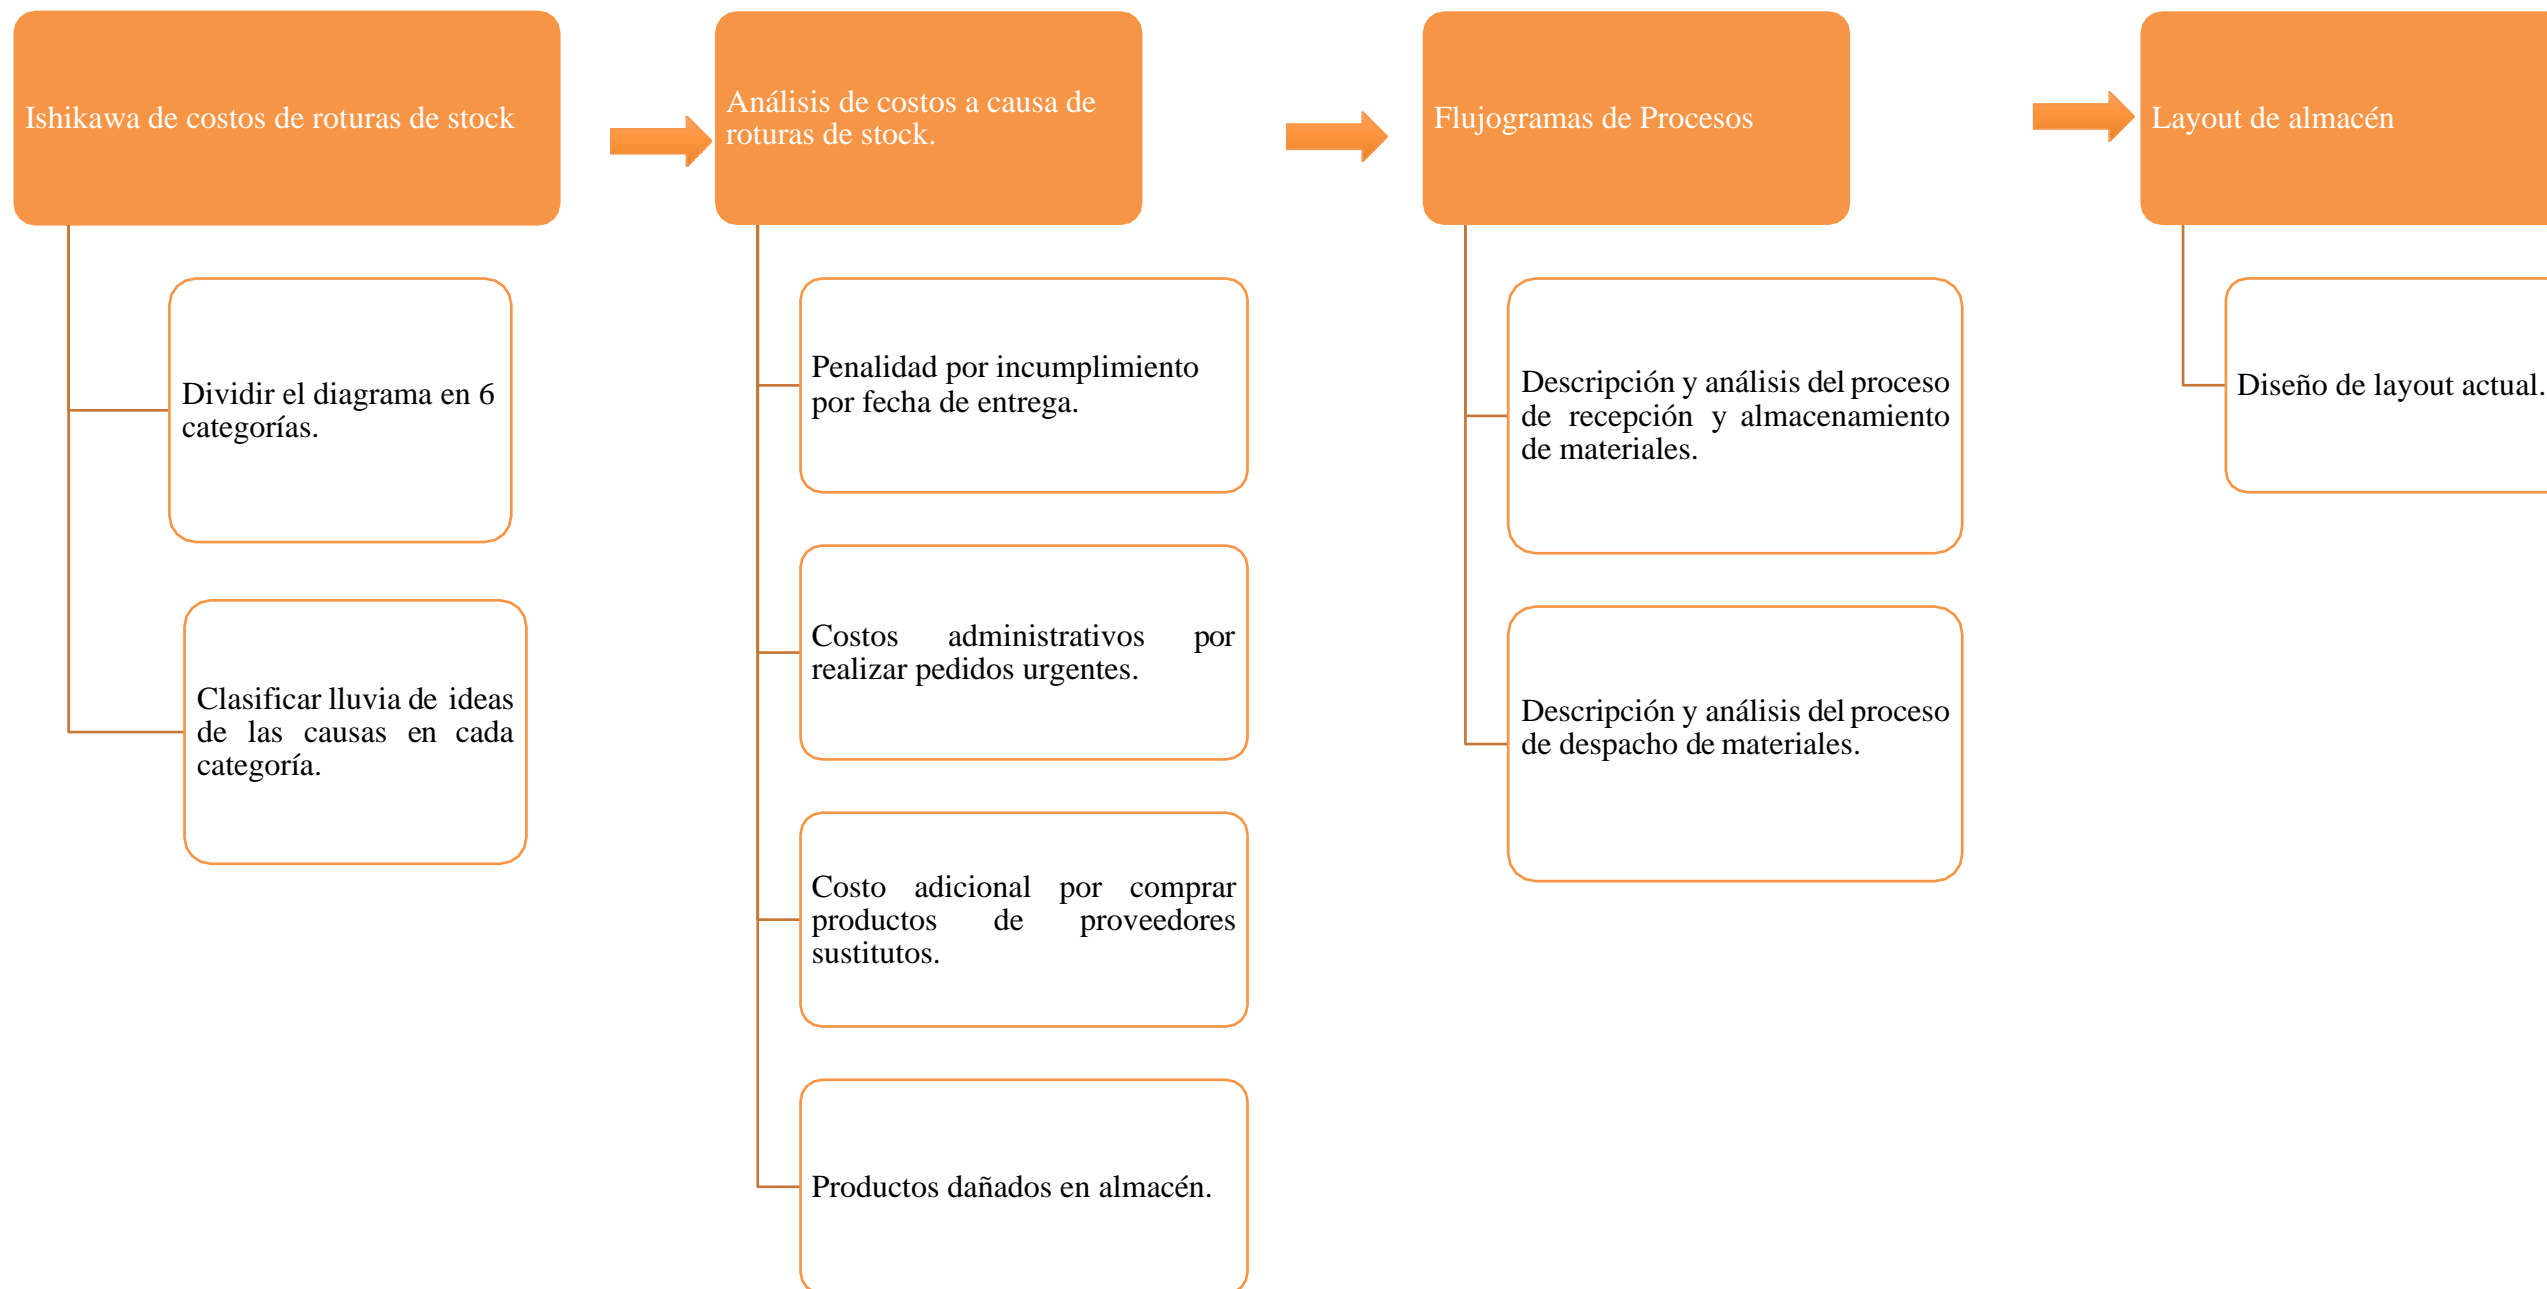 Ishikawa de costos de roturas de stock
Dividir el diagrama en 6
categorías.
Clasificar lluvia de ideas
de las causas en cada
categoría.
Análisis de costos a causa de
roturas de stock.
Penalidad por incumplimiento
por fecha de entrega.
Costos administrativos por
realizar pedidos urgentes.
Costo adicional por comprar
productos de proveedores
sustitutos.
Productos dañados en almacén.
Flujogramas de Procesos
Descripción y análisis del proceso
de recepción y almacenamiento
de materiales.
Descripción y análisis del proceso
de despacho de materiales.
Layout de almacén
Diseño de layout actual.